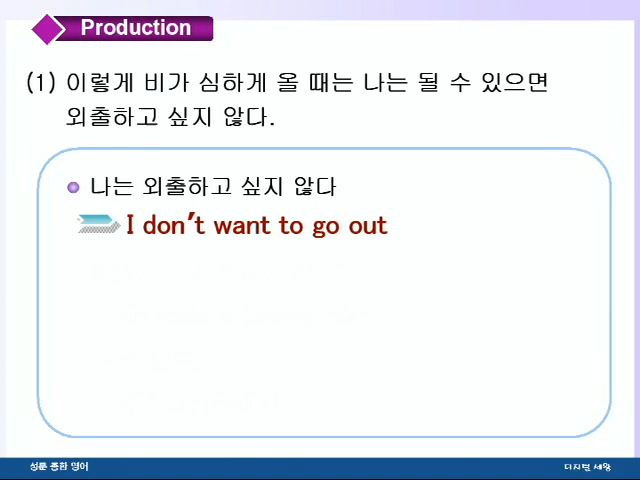 Production
(1) 이렇게 비가 심하게 올 때는 나는 될 수 있으면
외출하고 싶지 않다.
나는 외출하고 싶지 않다
I don't want to go out
성문 종합 영어
디지털 세왕